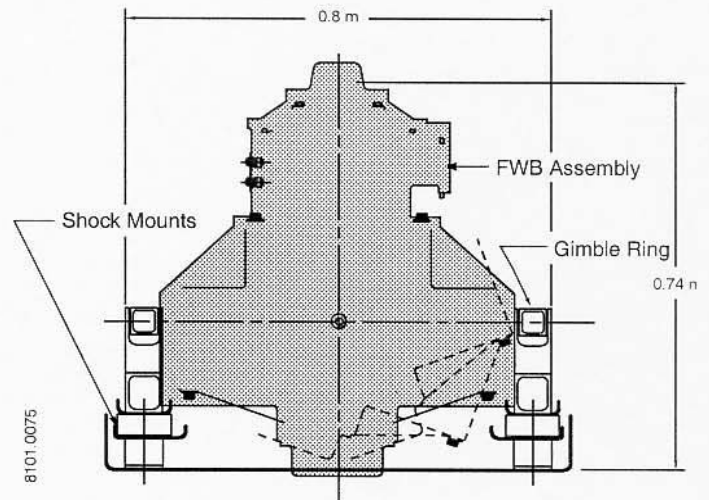 0.8 m
FWB Assembly
Shock Mounts
Gimble Ring
0.74 n
8101.0075